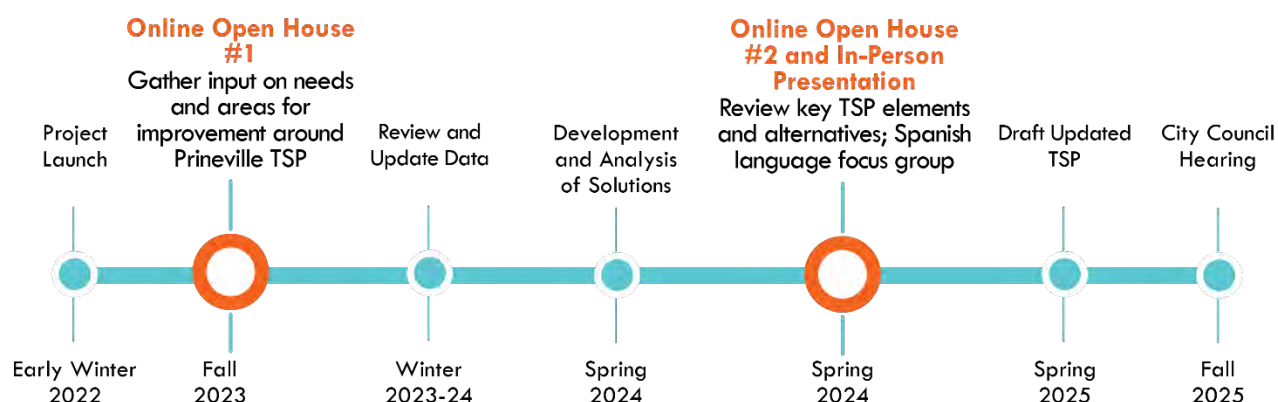 Project
Launch
Early Winter
2022
Online Open House
#1
Gather input on needs
and areas for
improvement around
Prineville TSP
Fall
2023
Review and
Update Data
Winter
2023-24
Development
and Analysis
of Solutions
Spring
2024
Online Open House
#2 and In-Person
Presentation
Review key TSP elements
and alternatives; Spanish
language focus group
Spring
2024
Draft Updated
TSP
Spring
2025
City Council
Hearing
Fall
2025